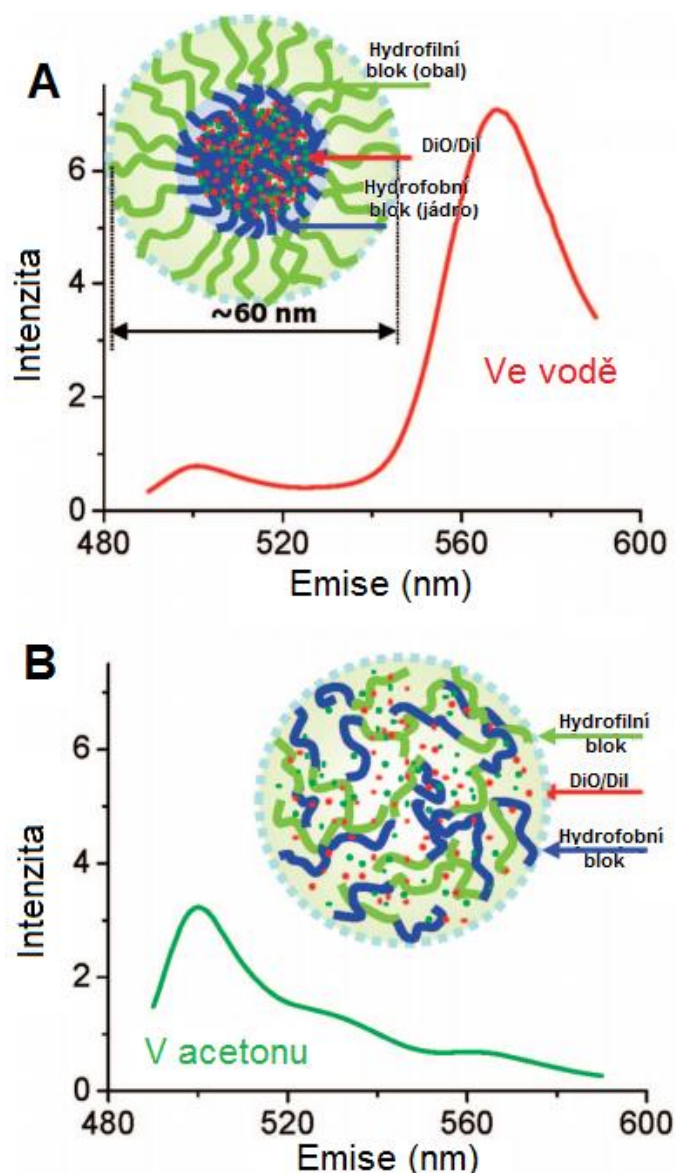 A
Hydrofilní
blok (obal)
DiO/DiI
Hydrofobní
blok (jádro)
~60 nm
Ve vodě
Intenzita
6
4
2
0
480
520
560
600
Emise (nm)
B
Hydrofilní
blok
DiO/DiI
Hydrofobní
blok
V acetonu
Intenzita
6
4
2
0
480
520
560
600
Emise (nm)